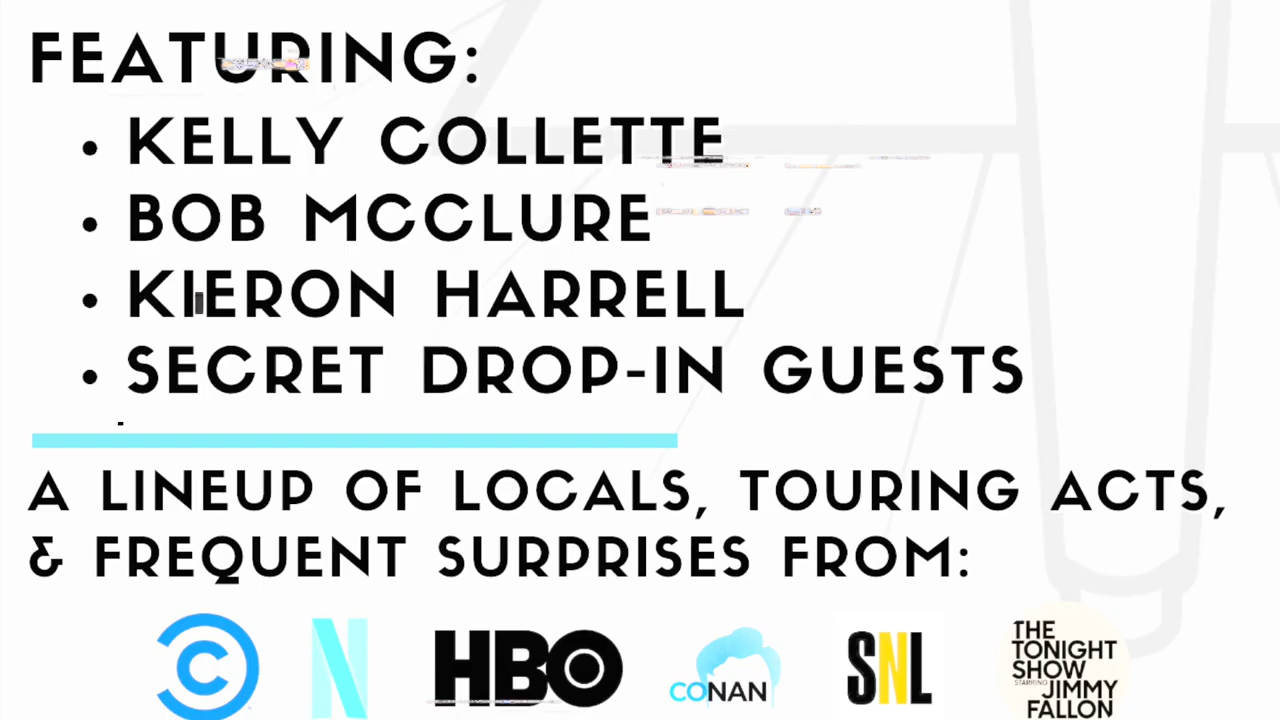 FEATURING:
• KELLY COLLETTE
• BOB MCCLURE
• KIERON HARRELL
• SECRET DROP-IN GUESTS
A LINEUP OF LOCALS, TOURING ACTS,
& FREQUENT SURPRISES FROM:
C N HBO CONAN SNL
THE
TONIGHT
SHOW
STARRING JIMMY
FALLON